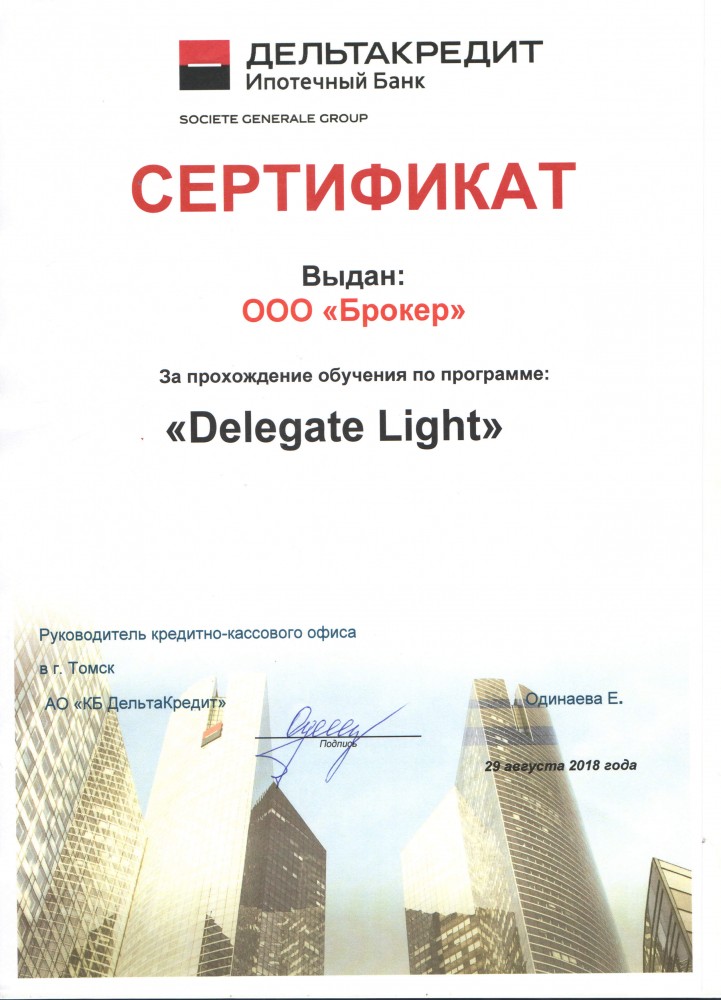 ДЕЛЬТАКРЕДИТ
Ипотечный Банк
SOCIETE GENERALE GROUP
СЕРТИФИКАТ
Выдан:
ООО «Брокер»
За прохождение обучения по программе:
«Delegate Light»
Руководитель кредитно-кассового офиса
в г. Томск
АО «КБ ДельтаКредит»
Одинаева Е.
Подпись
29 августа 2018 года